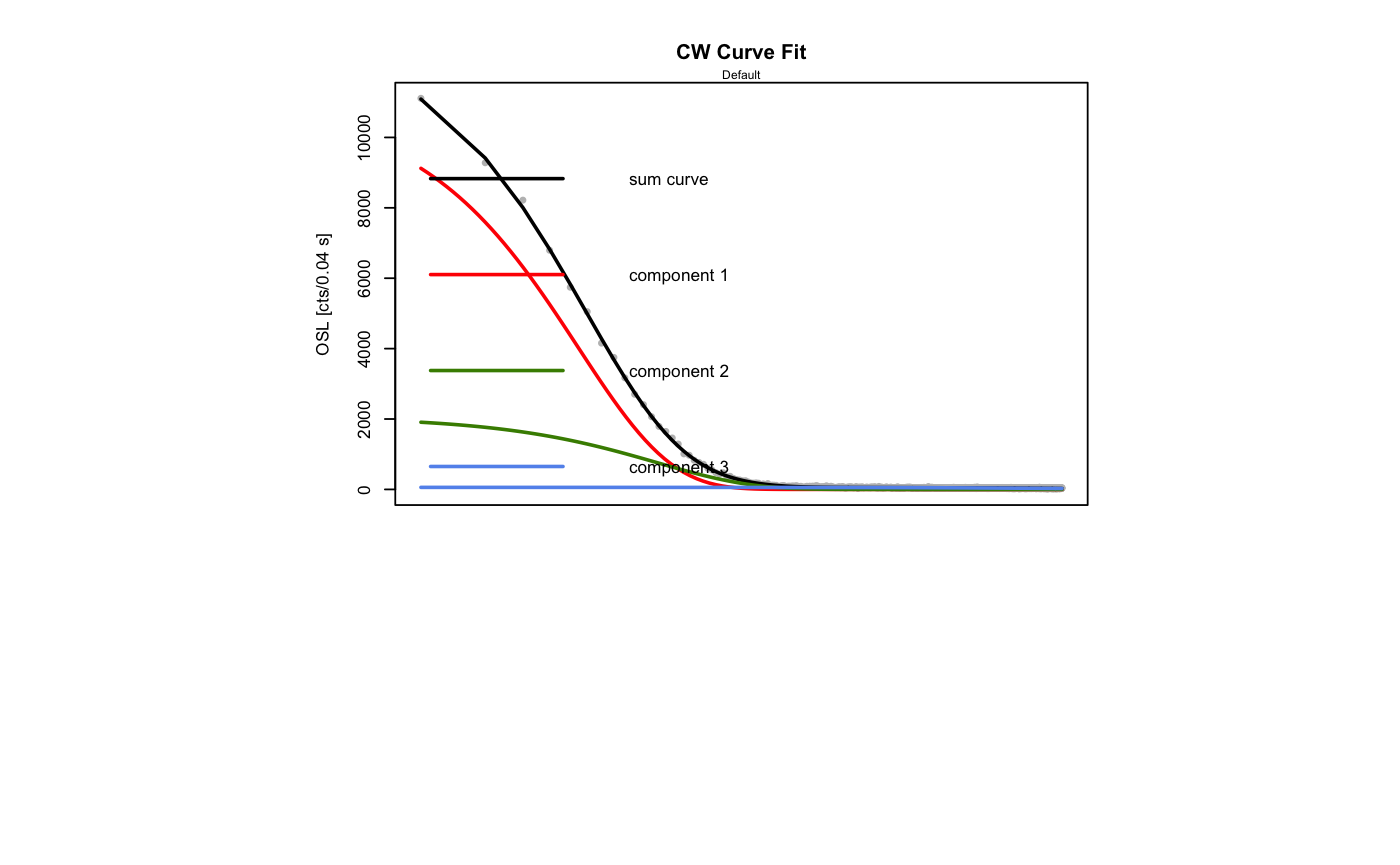 CW Curve Fit
Default
OSL [cts/0.04 s]
10000
8000
6000
4000
2000
0
sum curve
component 1
component 2
component 3